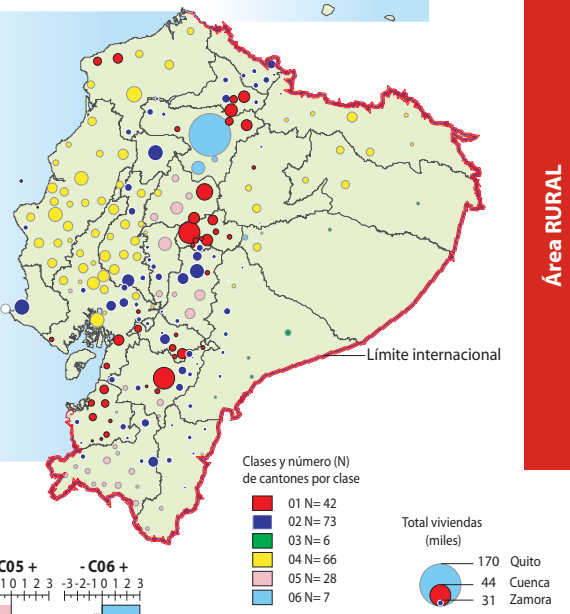 Área RURAL
Límite internacional
Clases y número (N)
de cantones por clase
01 N= 42
02 N= 73
03 N= 6
04 N= 66
05 N= 28
06 N= 7
Total viviendas
(miles)
170 Quito
44 Cuenca
31 Zamora
C05 +
1 0 1 2 3
- C06 +
-3 -2 -1 0 1 2 3